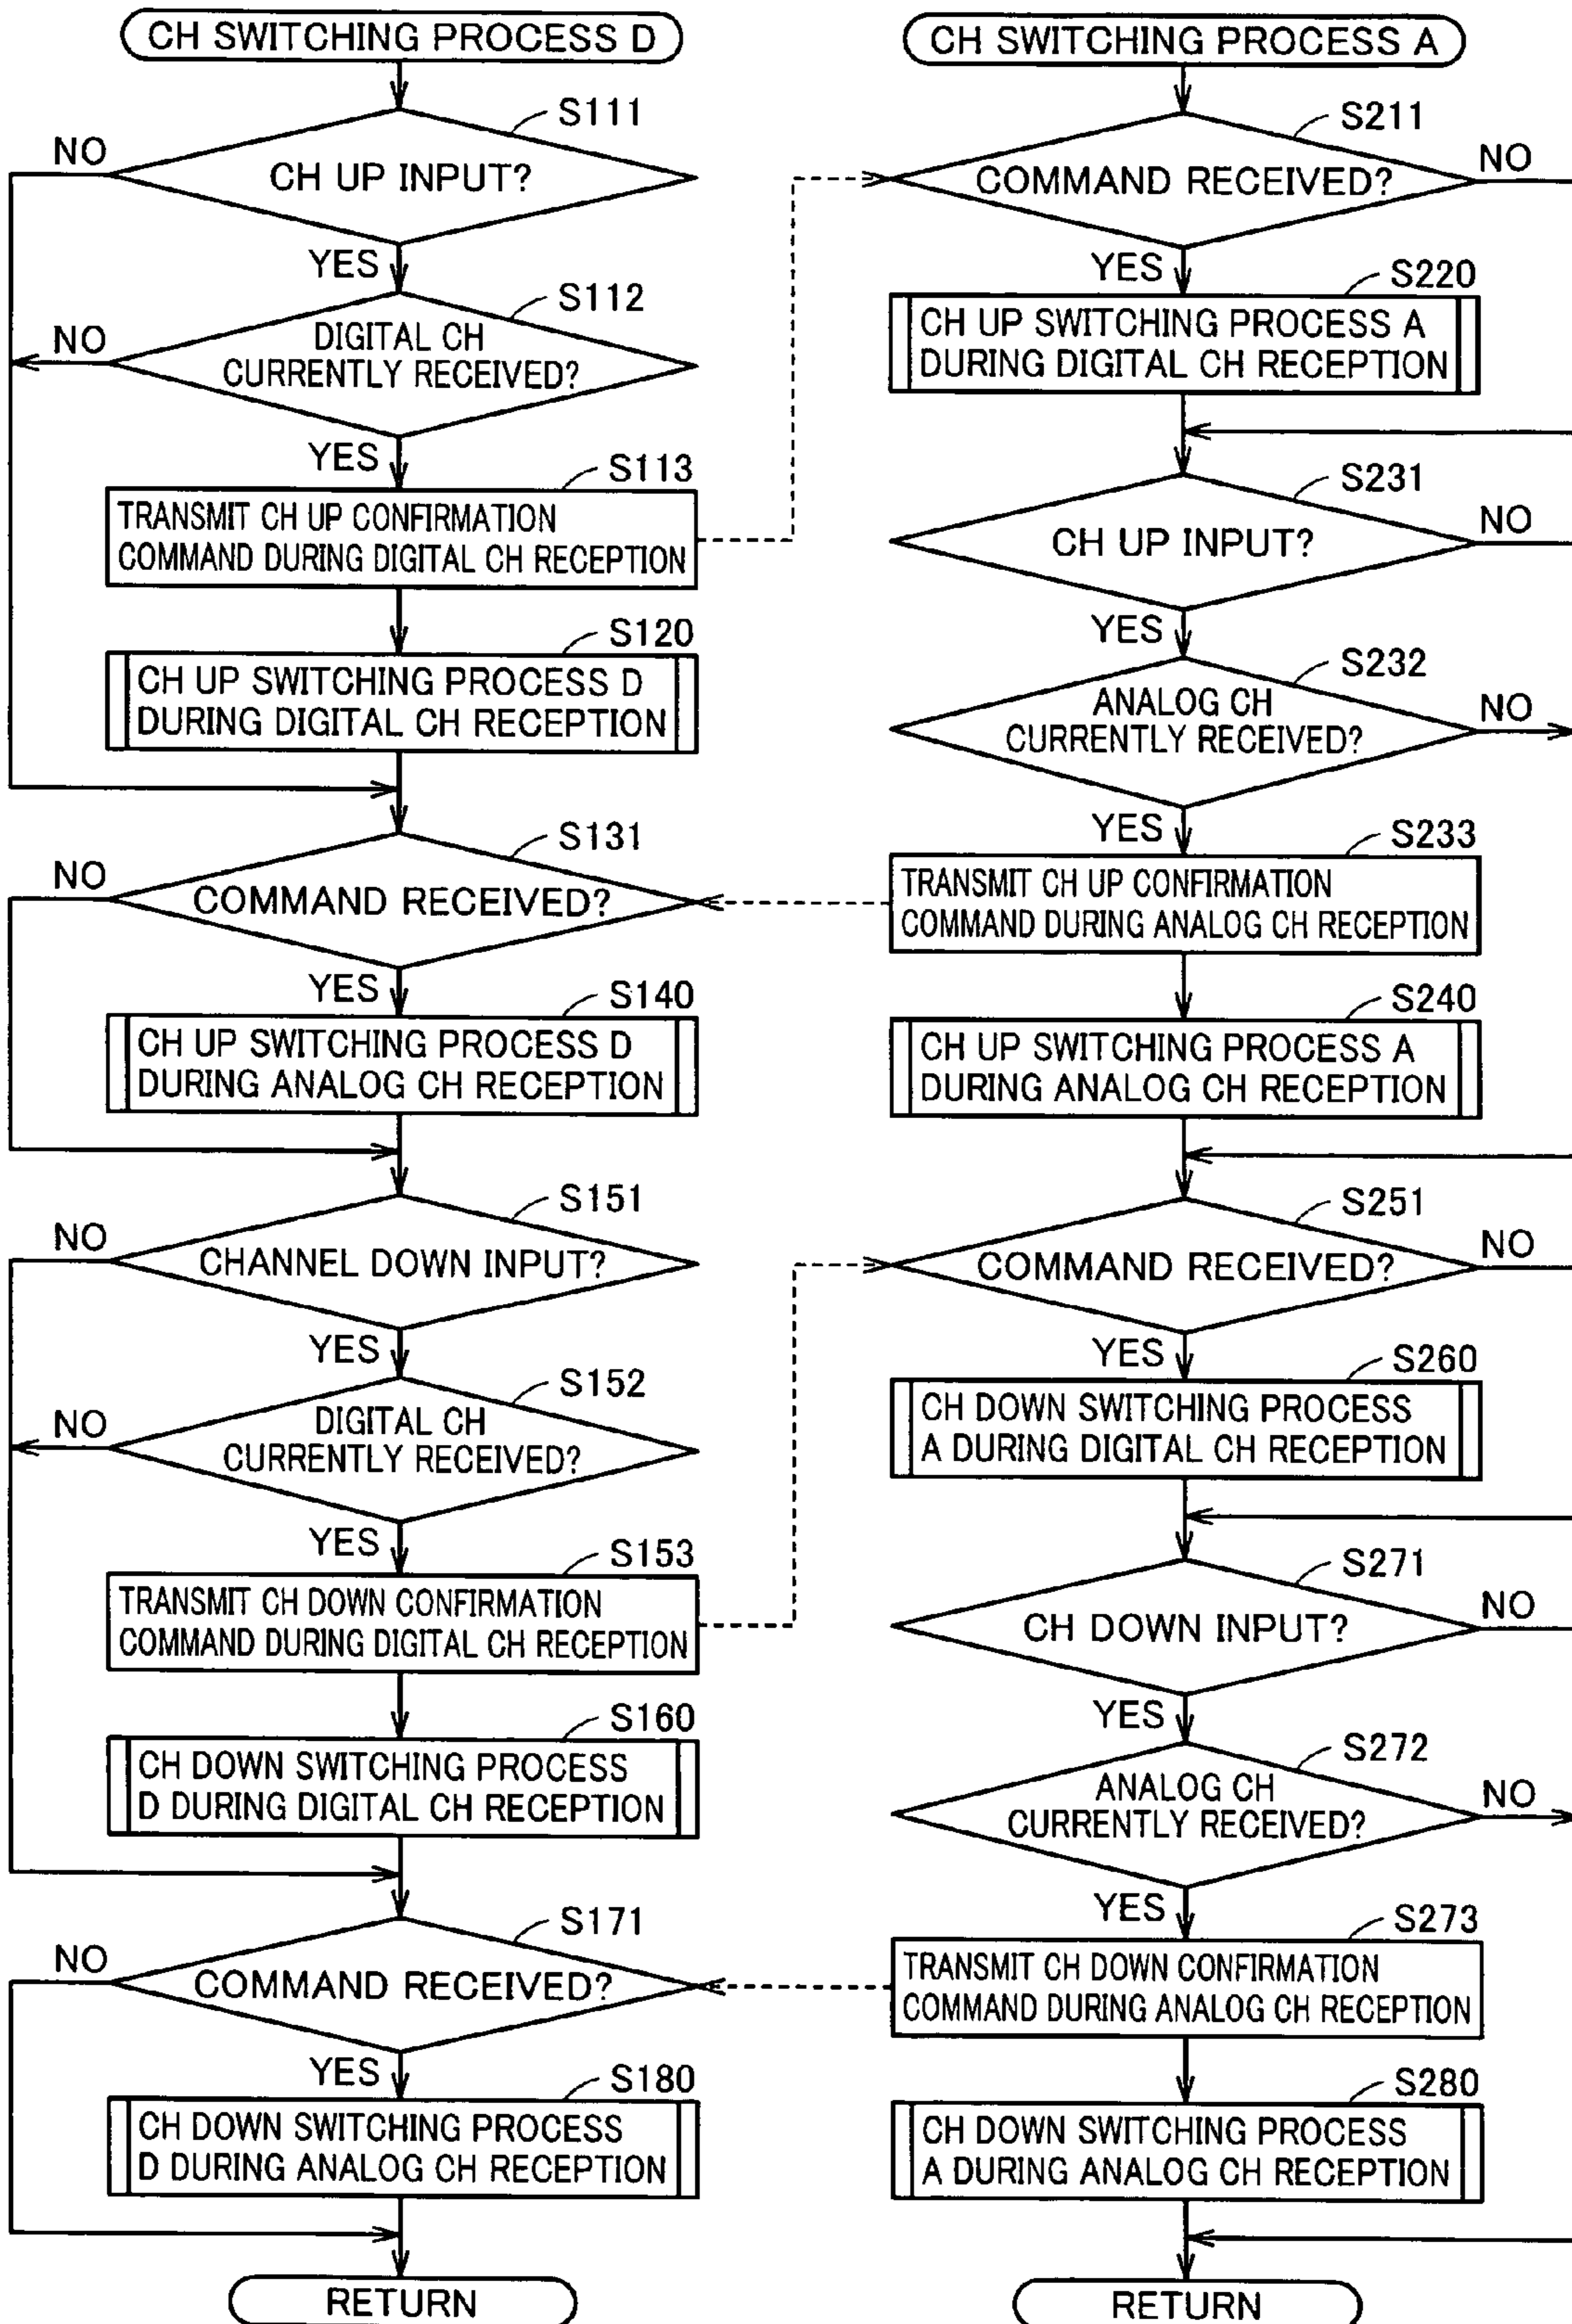 CH SWITCHING PROCESS D
S111
NO
CH UP INPUT?
YES
S112
NO
DIGITAL CH
CURRENTLY RECEIVED?
YES
S113
TRANSMIT CH UP CONFIRMATION
COMMAND DURING DIGITAL CH RECEPTION
S120
CH UP SWITCHING PROCESS D
DURING DIGITAL CH RECEPTION
S131
NO
COMMAND RECEIVED?
YES
S140
CH UP SWITCHING PROCESS D
DURING ANALOG CH RECEPTION
S151
NO
CHANNEL DOWN INPUT?
YES
S152
NO
DIGITAL CH
CURRENTLY RECEIVED?
YES
S153
TRANSMIT CH DOWN CONFIRMATION
COMMAND DURING DIGITAL CH RECEPTION
S160
CH DOWN SWITCHING PROCESS
D DURING DIGITAL CH RECEPTION
S171
NO
COMMAND RECEIVED?
YES
S180
CH DOWN SWITCHING PROCESS
D DURING ANALOG CH RECEPTION
RETURN
CH SWITCHING PROCESS A
S211
NO
COMMAND RECEIVED?
YES
S220
CH UP SWITCHING PROCESS A
DURING DIGITAL CH RECEPTION
S231
NO
CH UP INPUT?
YES
S232
NO
ANALOG CH
CURRENTLY RECEIVED?
YES
S233
TRANSMIT CH UP CONFIRMATION
COMMAND DURING ANALOG CH RECEPTION
S240
CH UP SWITCHING PROCESS A
DURING ANALOG CH RECEPTION
S251
NO
COMMAND RECEIVED?
YES
S260
CH DOWN SWITCHING PROCESS
A DURING DIGITAL CH RECEPTION
S271
NO
CH DOWN INPUT?
YES
S272
NO
ANALOG CH
CURRENTLY RECEIVED?
YES
S273
TRANSMIT CH DOWN CONFIRMATION
COMMAND DURING ANALOG CH RECEPTION
S280
CH DOWN SWITCHING PROCESS
A DURING ANALOG CH RECEPTION
RETURN